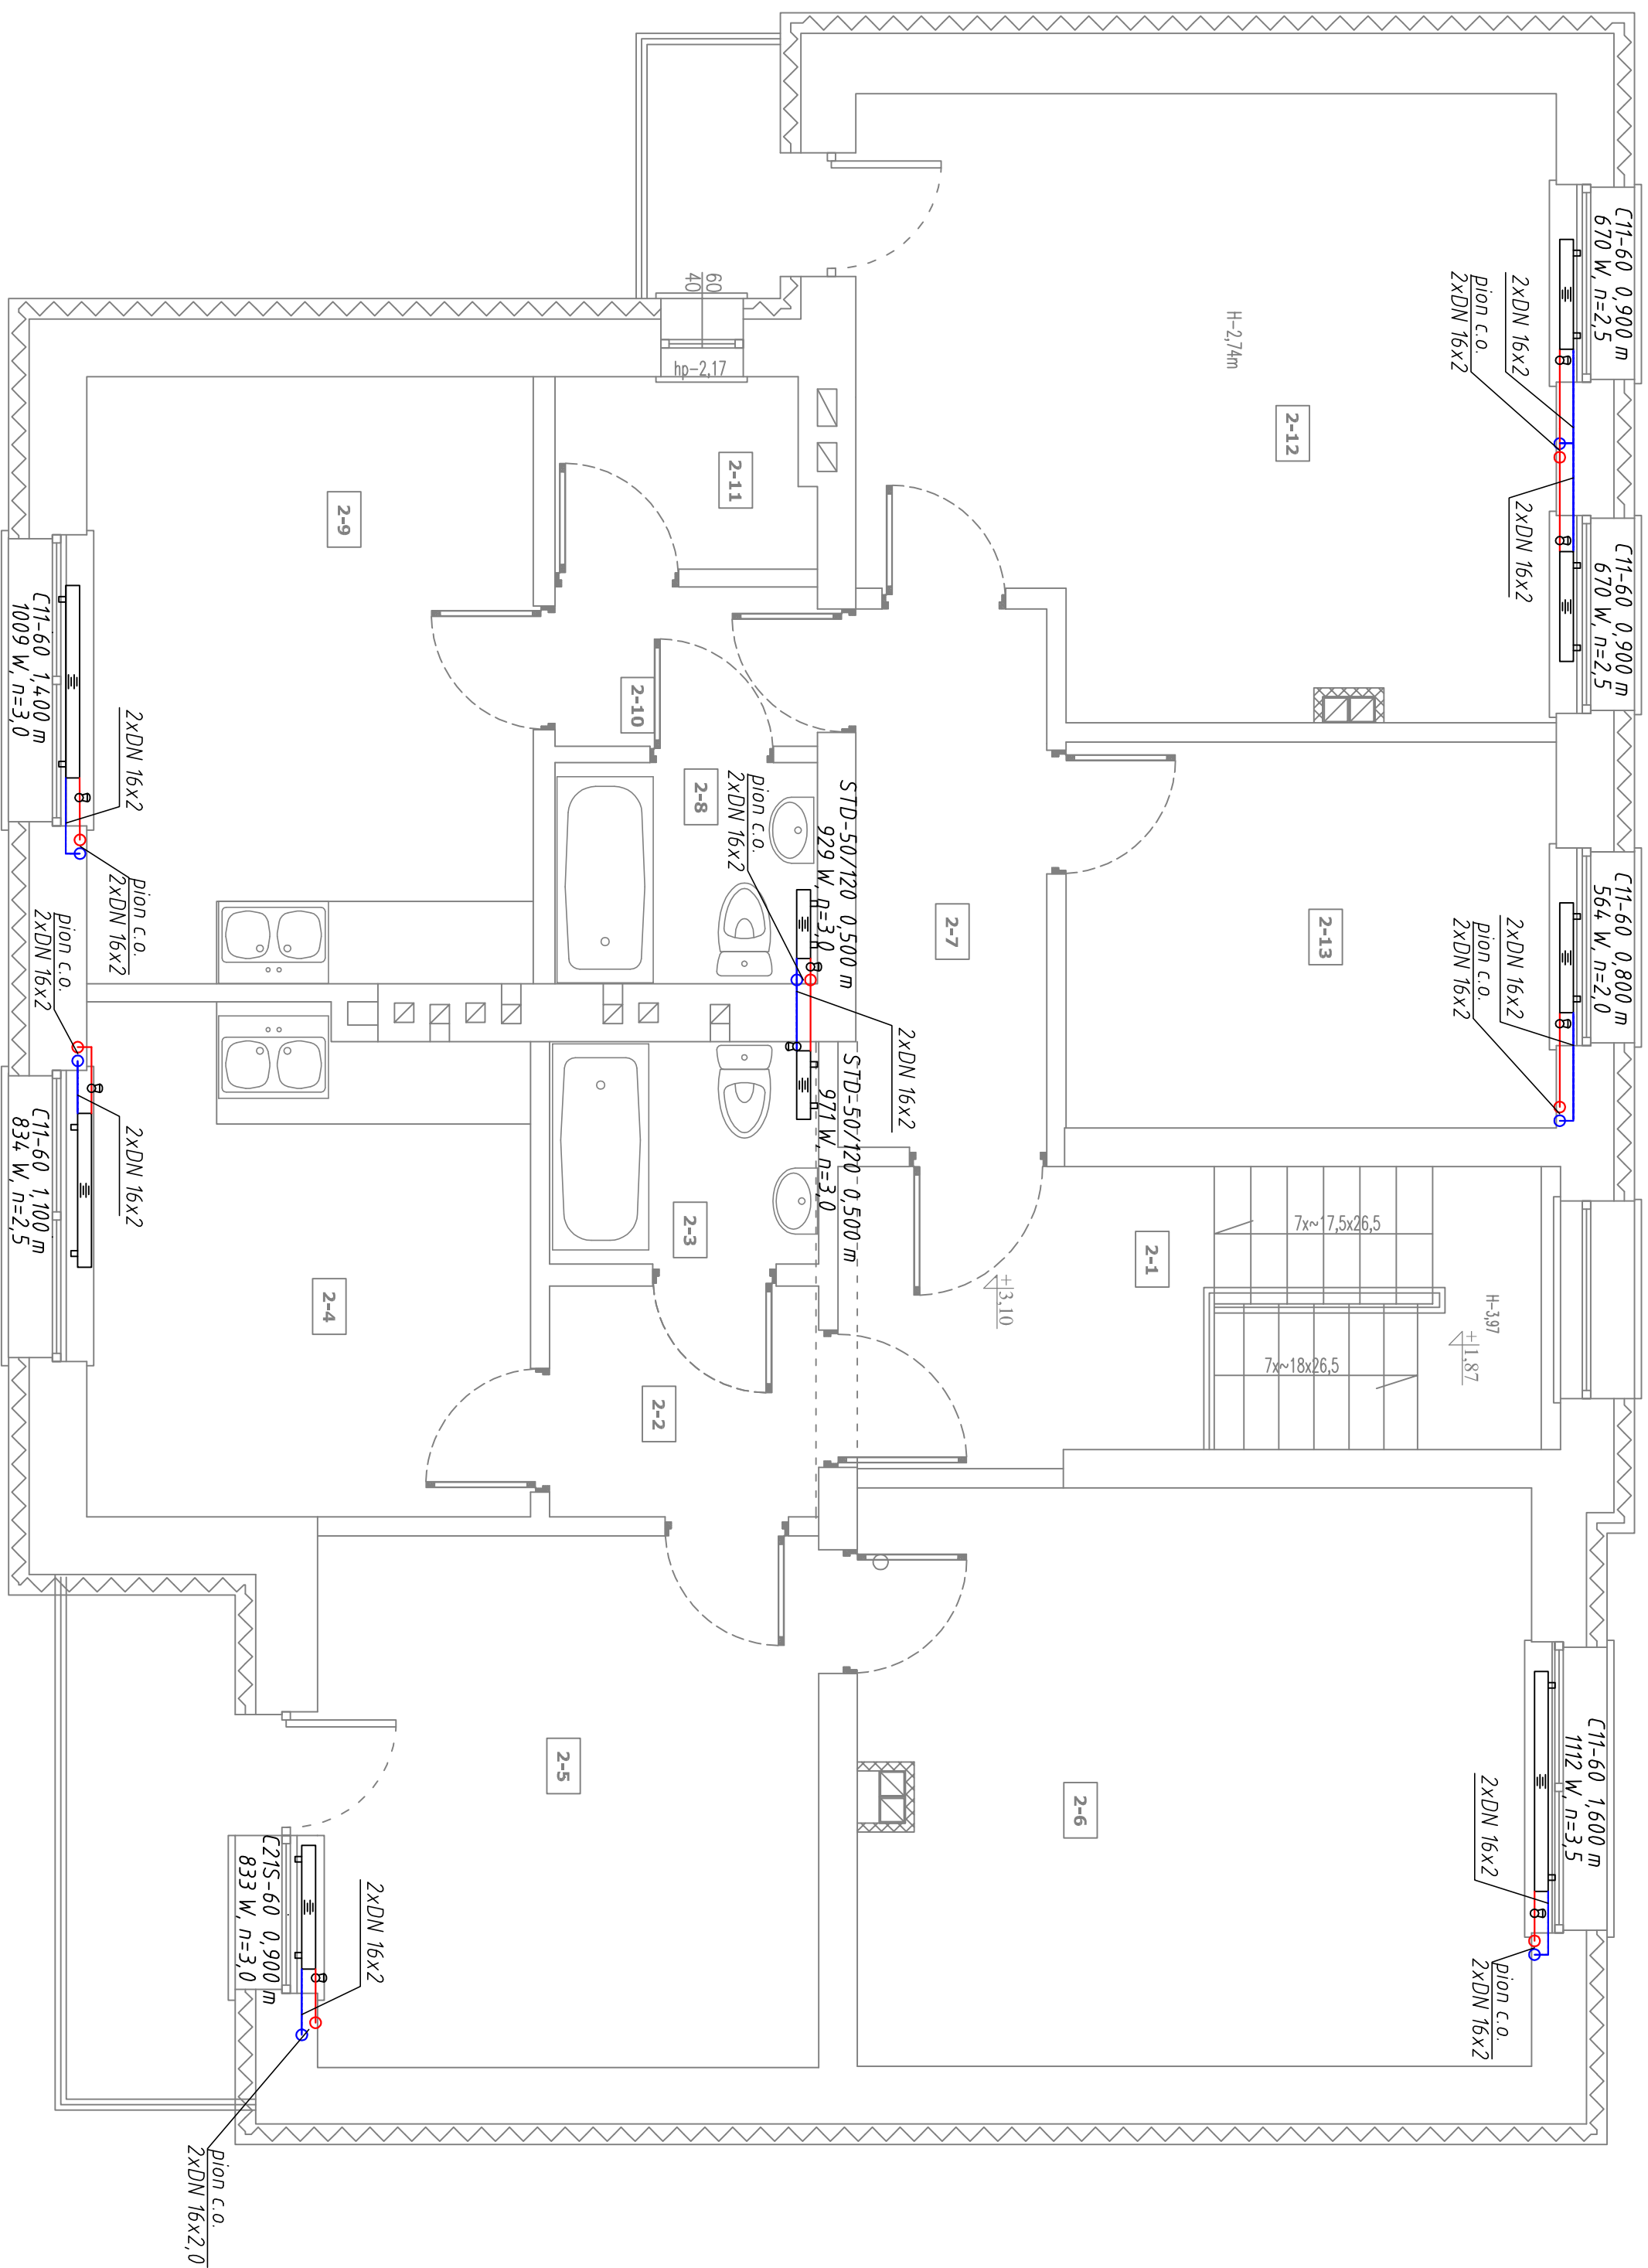 C11-60 0,900 m
670 W, n=2,5
2xDN 16x2
pion c.o.
2xDN 16x2
2xDN 16x2
C11-60 0,900 m
670 W, n=2,5
C11-60 0,800 m
564 W, n=2,0
2xDN 16x2
pion c.o.
2xDN 16x2
C11-60 1,600 m
1112 W, n=3,5
2xDN 16x2
pion c.o.
2xDN 16x2
H-3,97
+1,87
7x~17,5x26,5
7x~18x26,5
2-13
2-12
H-2,74m
2-1
2-6
+3,10
2-7
2xDN 16x2
STD-50/120 0,500 m
929 W, n=3,0
STD-50/120 0,500 m
971 W, n=3,0
pion c.o.
2xDN 16x2
60
40
hp-2,17
2-11
2-8
2-3
2-10
2-2
2-5
2-9
2-4
2xDN 16x2
C21S-60 0,900 m
833 W, n=3,0
pion c.o.
2xDN 16x2,0
2xDN 16x2
pion c.o.
2xDN 16x2
2xDN 16x2
pion c.o.
2xDN 16x2
C11-60 1,400 m
1009 W, n=3,0
C11-60 1,100 m
834 W, n=2,5